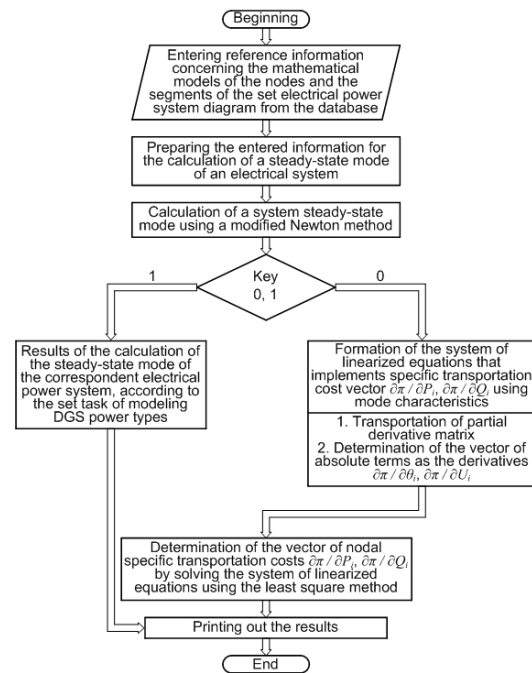 Beginning
Entering reference information
concerning the mathematical
models of the nodes and the
segments of the set electrical power
system diagram from the database
Preparing the entered information for
the calculation of a steady-state mode
of an electrical system
Calculation of a system steady-state
mode using a modified Newton method
Key
0, 1
1
0
Results of the calculation of
the steady-state mode of
the correspondent electrical
power system, according to
the set task of modeling
DGS power types
Formation of the system of
linearized equations that
implements specific transportation
cost vector ∂π/∂P_i, ∂π/∂Q_i using
mode characteristics
1. Transportation of partial
derivative matrix
2. Determination of the vector of
absolute terms as the derivatives
∂π/∂θ_i, ∂π/∂U_i
Determination of the vector of nodal
specific transportation costs ∂π/∂P_i, ∂π/∂Q_i
by solving the system of linearized
equations using the least square method
Printing out the results
End